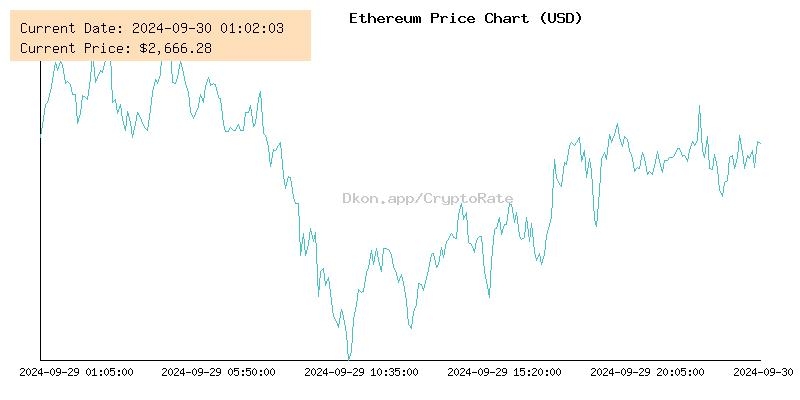 Ethereum Price Chart (USD)
Current Date: 2024-09-30 01:02:03
Current Price: $2,666.28
Dkon.app/CryptoRate
2024-09-29 01:05:00 2024-09-29 05:50:00 2024-09-29 10:35:00 2024-09-29 15:20:00 2024-09-29 20:05:00 2024-09-30